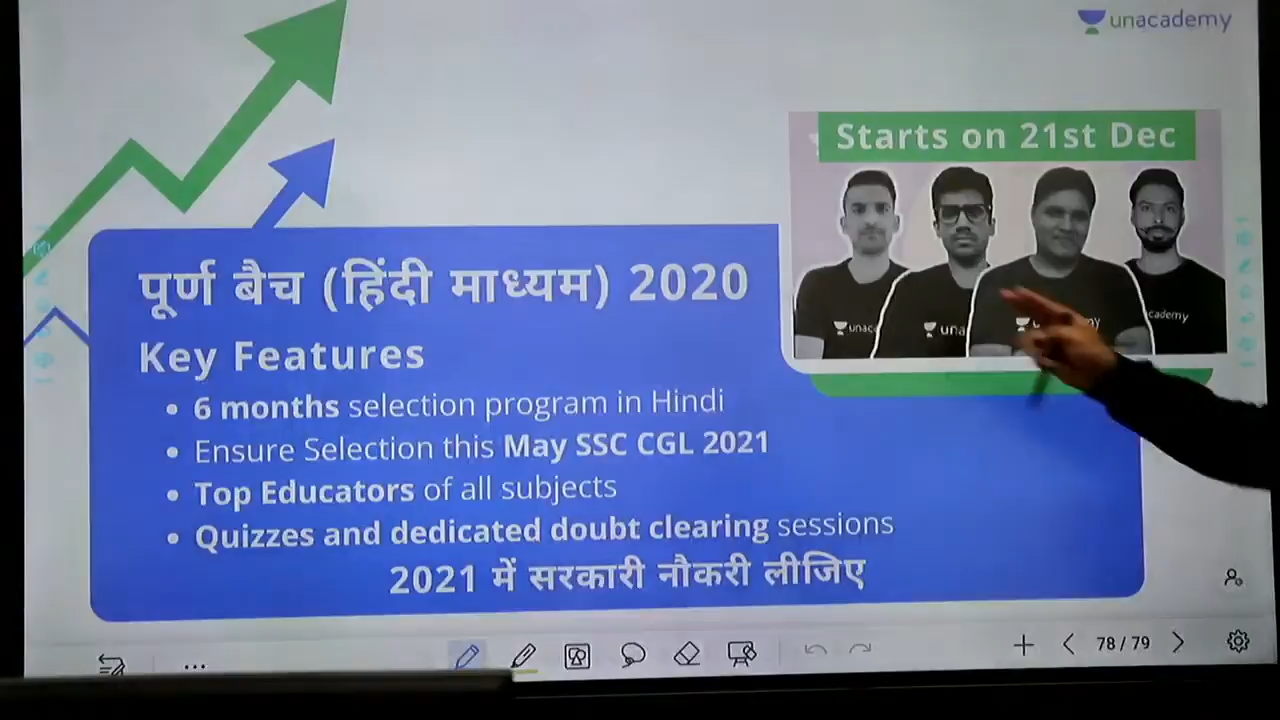 unacademy
Starts on 21st Dec
पूर्ण बैच (हिंदी माध्यम) 2020
Key Features
6 months selection program in Hindi
Ensure Selection this May SSC CGL 2021
Top Educators of all subjects
Quizzes and dedicated doubt clearing sessions
2021 में सरकारी नौकरी लीजिए
78 / 79